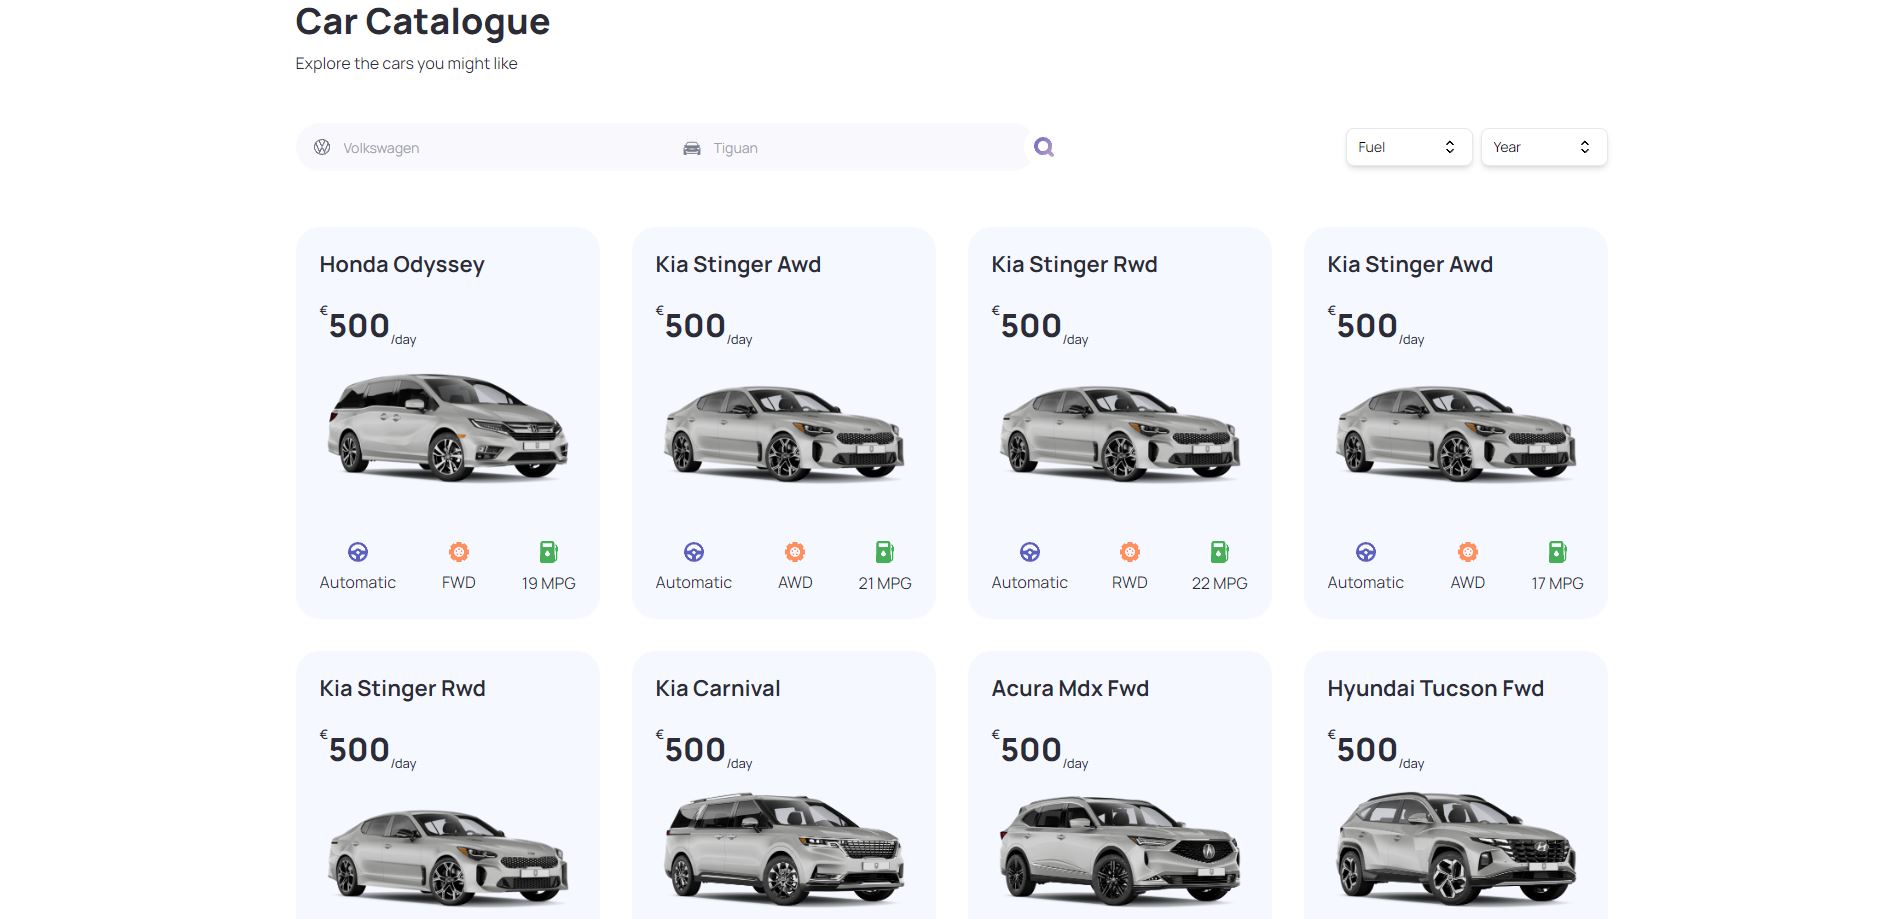 Car Catalogue
Explore the cars you might like
Volkswagen Tiguan Fuel Year
Honda Odyssey Kia Stinger Awd Kia Stinger Rwd Kia Stinger Awd
€500/day €500/day €500/day €500/day
Automatic FWD 19 MPG Automatic AWD 21 MPG Automatic RWD 22 MPG Automatic AWD 17 MPG
Kia Stinger Rwd Kia Carnival Acura Mdx Fwd Hyundai Tucson Fwd
€500/day €500/day €500/day €500/day